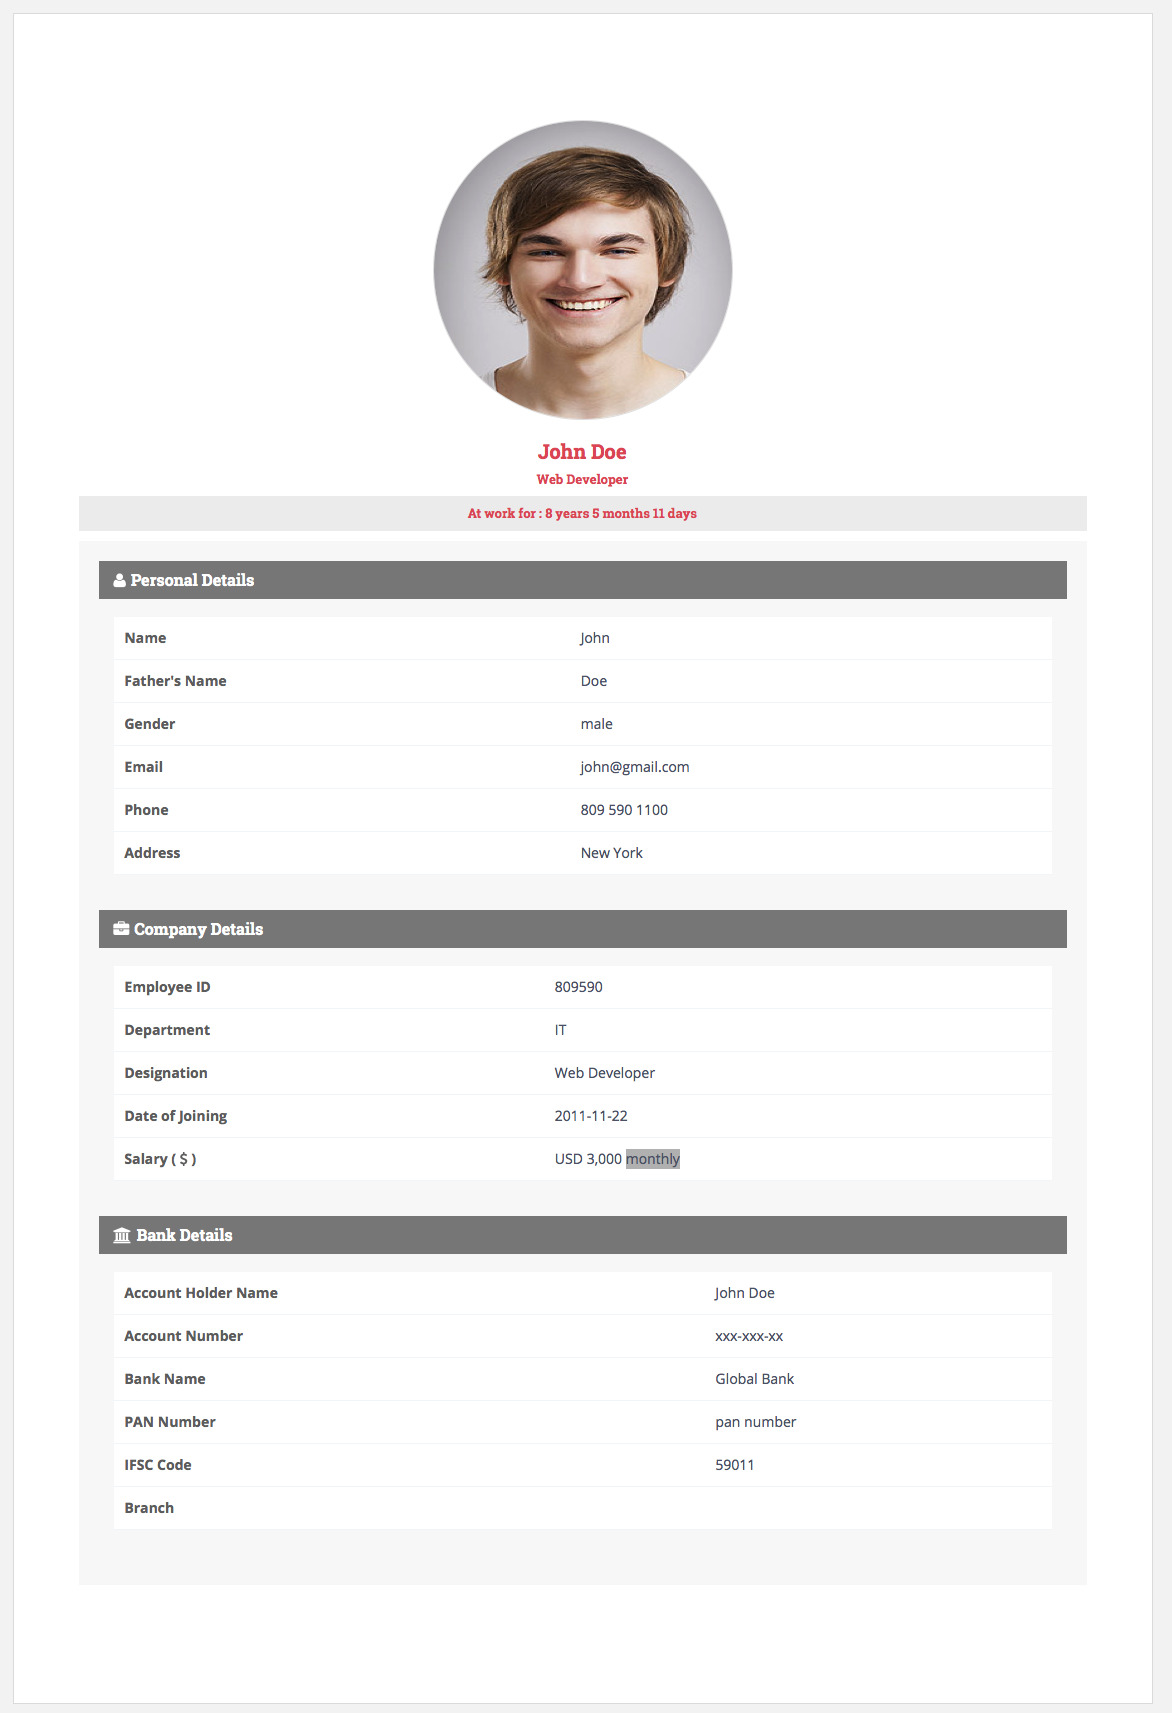 John Doe
Web Developer
At work for : 8 years 5 months 11 days
Personal Details
Name John
Father's Name Doe
Gender male
Email john@gmail.com
Phone 809 590 1100
Address New York
Company Details
Employee ID 809590
Department IT
Designation Web Developer
Date of Joining 2011-11-22
Salary ( $ ) USD 3,000 monthly
Bank Details
Account Holder Name John Doe
Account Number xxx-xxx-xx
Bank Name Global Bank
PAN Number pan number
IFSC Code 59011
Branch